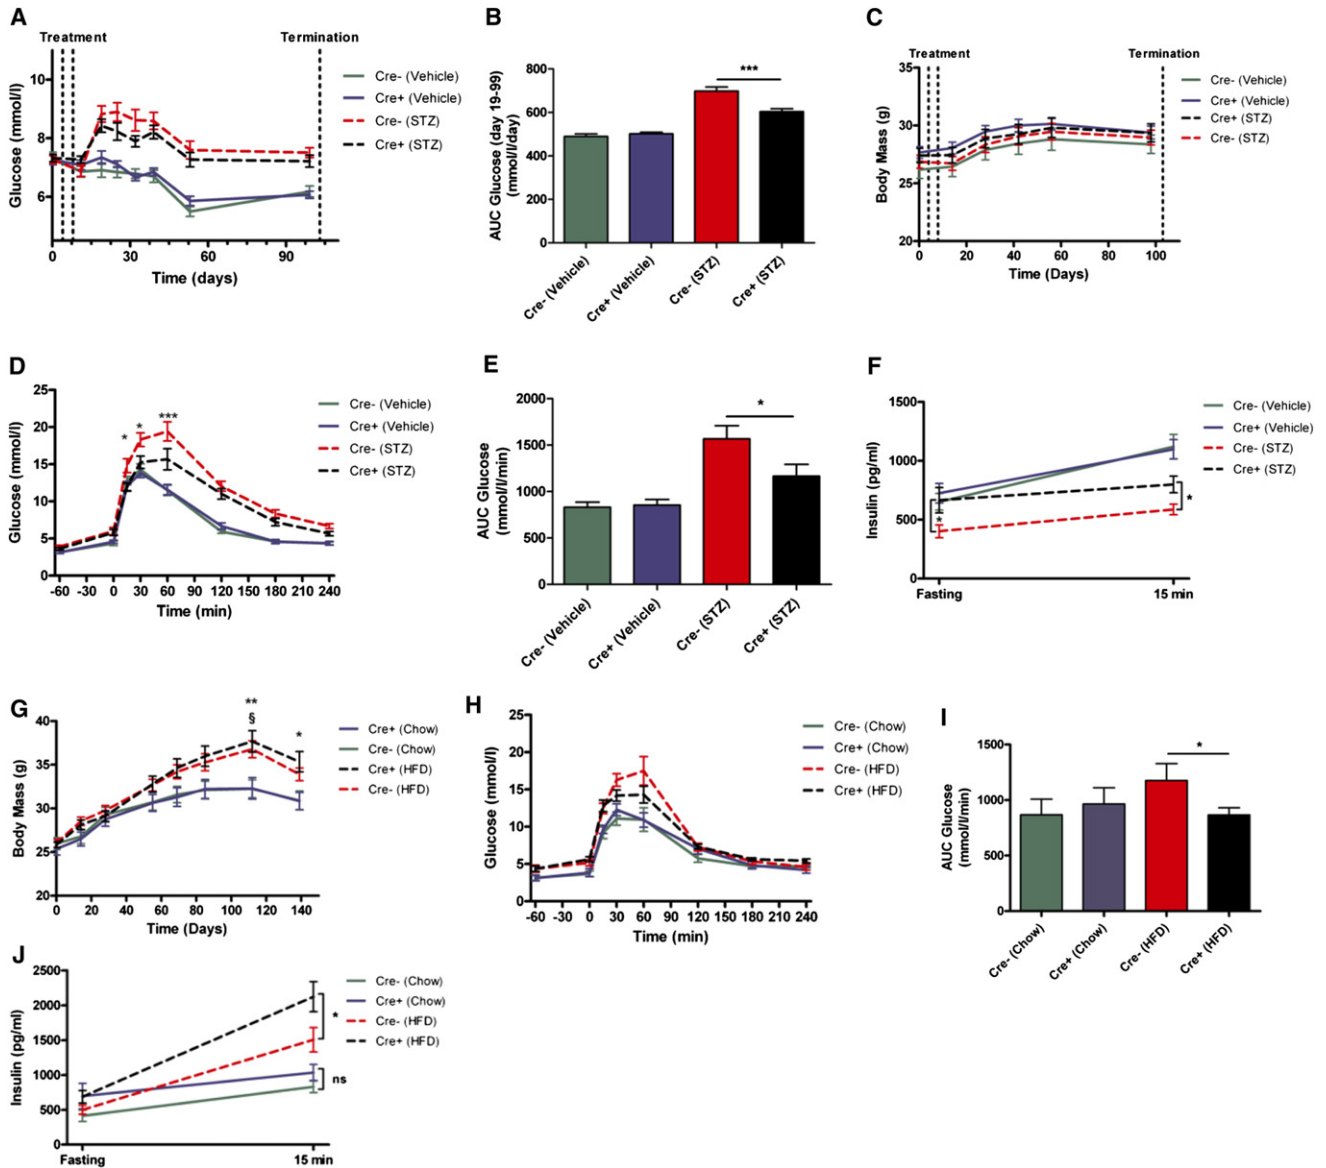 A
Treatment
Termination
Glucose (mmol/l)
10
8
6
0
30
60
90
Time (days)
Cre- (Vehicle)
Cre+ (Vehicle)
Cre- (STZ)
Cre+ (STZ)
B
AUC Glucose (day 19-99)
(mmol/l/day)
800
600
400
200
0
***
Cre- (Vehicle)
Cre+ (Vehicle)
Cre- (STZ)
Cre+ (STZ)
C
Treatment
Termination
Body Mass (g)
35
30
25
20
0
20
40
60
80
100
Time (Days)
Cre- (Vehicle)
Cre+ (Vehicle)
Cre+ (STZ)
Cre- (STZ)
D
Glucose (mmol/l)
25
20
15
10
5
0
* * ***
-60 -30 0 30 60 90 120 150 180 210 240
Time (min)
Cre- (Vehicle)
Cre+ (Vehicle)
Cre- (STZ)
Cre+ (STZ)
E
AUC Glucose
(mmol/l/min)
2000
1500
1000
500
0
*
Cre- (Vehicle)
Cre+ (Vehicle)
Cre- (STZ)
Cre+ (STZ)
F
Insulin (pg/ml)
1500
1000
500
0
*
*
Fasting
15 min
Cre- (Vehicle)
Cre+ (Vehicle)
Cre- (STZ)
Cre+ (STZ)
G
Body Mass (g)
40
35
30
25
20
**
§
*
0 20 40 60 80 100 120 140
Time (Days)
Cre+ (Chow)
Cre- (Chow)
Cre+ (HFD)
Cre- (HFD)
H
Glucose (mmol/l)
25
20
15
10
5
0
-60 -30 0 30 60 90 120 150 180 210 240
Time (min)
Cre- (Chow)
Cre+ (Chow)
Cre- (HFD)
Cre+ (HFD)
I
AUC Glucose
(mmol/l/min)
1500
1000
500
0
*
Cre- (Chow)
Cre+ (Chow)
Cre- (HFD)
Cre+ (HFD)
J
Insulin (pg/ml)
2500
2000
1500
1000
500
0
*
ns
Fasting
15 min
Cre- (Chow)
Cre+ (Chow)
Cre- (HFD)
Cre+ (HFD)